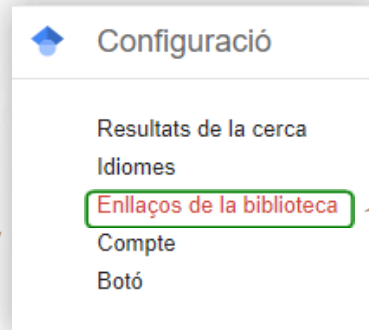 Configuració
Resultats de la cerca
Idiomes
Enllaços de la biblioteca
Compte
Botó